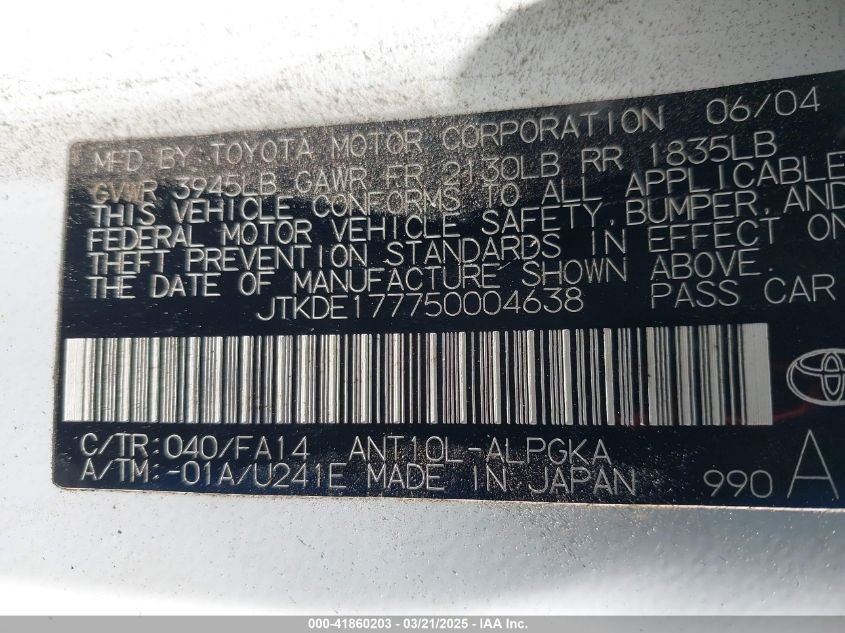 MFD BY TOYOTA MOTOR CORPORATION 06/04
GVWR 3945LB GAWR FR 2130LB RR 1835LB
THIS VEHICLE CONFORMS TO ALL APPLICABLE
FEDERAL MOTOR VEHICLE SAFETY, BUMPER, AND
THEFT PREVENTION STANDARDS IN EFFECT ON
THE DATE OF MANUFACTURE SHOWN ABOVE.
JTKDE177750004638 PASS CAR
C/TR: 040/FA14 ANT10L-ALPGKA
A/TM: -01A/U241E MADE IN JAPAN 990 A
000-41860203 - 03/21/2025 - IAA Inc.